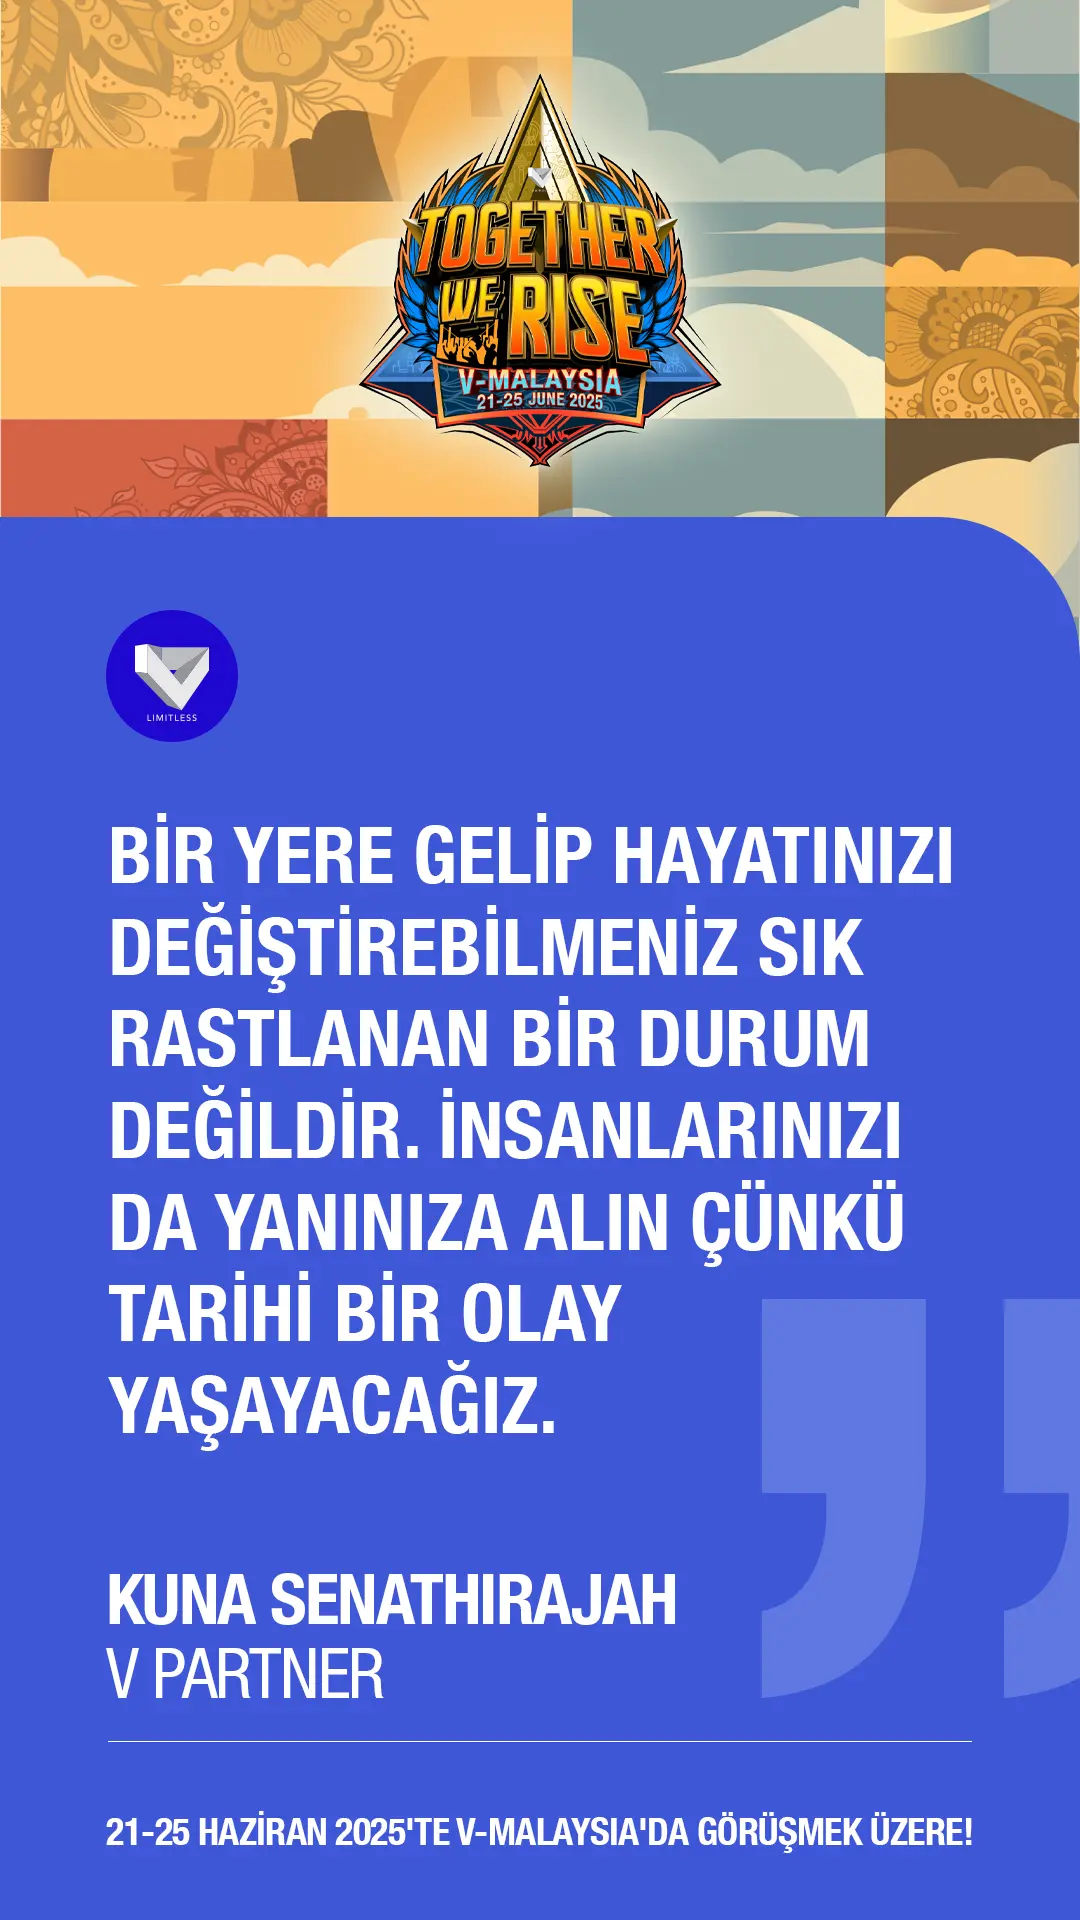 TOGETHER
WE RISE
V-MALAYSIA
21-25 JUNE 2025
LIMITLESS
BİR YERE GELİP HAYATINIZI
DEĞİŞTİREBİLMENİZ SIK
RASTLANAN BİR DURUM
DEĞİLDİR. İNSANLARINIZI
DA YANINIZA ALIN ÇÜNKÜ
TARİHİ BİR OLAY
YAŞAYACAĞIZ.
KUNA SENATHIRAJAH
V PARTNER
21-25 HAZİRAN 2025'TE V-MALAYSIA'DA GÖRÜŞMEK ÜZERE!